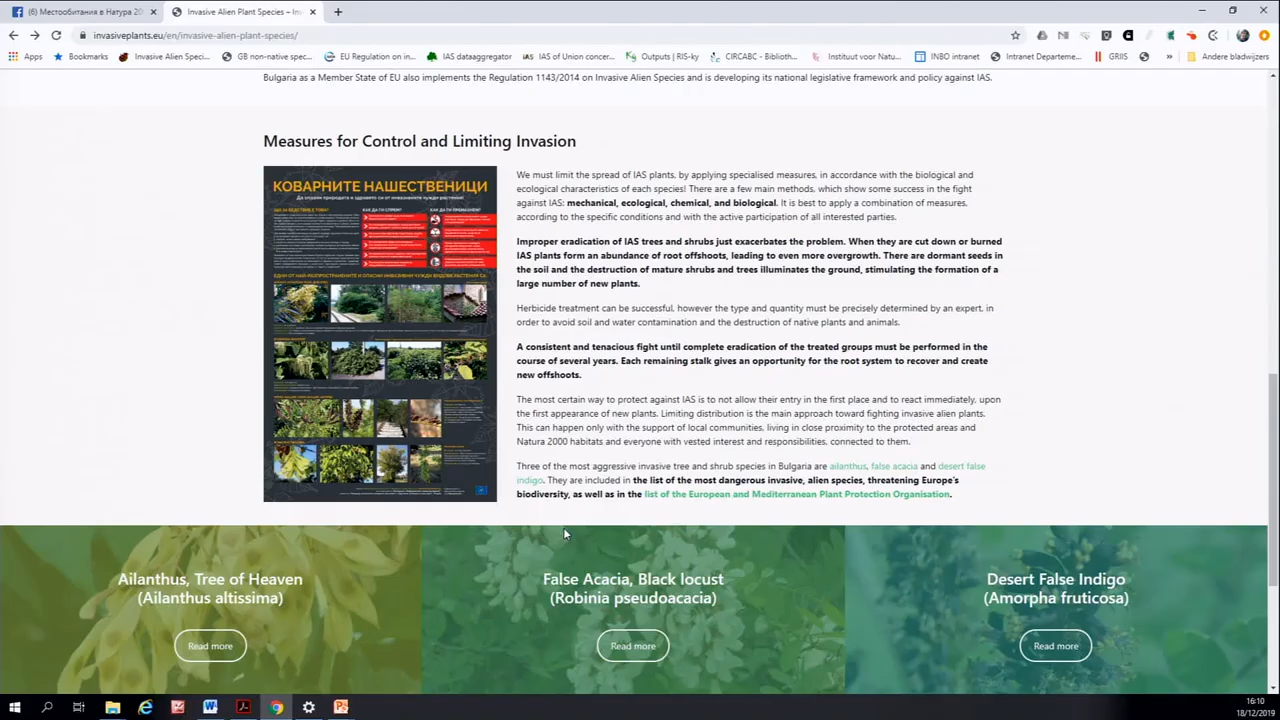 (6) Местообитания в Натура 20
Invasive Alien Plant Species – Inv
invasiveplants.eu/en/invasive-alien-plant-species/
Apps
Bookmarks
Invasive Alien Speci...
GB non-native spec...
EU Regulation on in...
IAS dataaggregator
IAS of Union concer...
Outputs | RIS-ky
CIRCABC - Biblioth...
Instituut voor Natu...
INBO intranet
Intranet Departeme...
GRIIS
»
Andere bladwijzers
Bulgaria as a Member State of EU also implements the Regulation 1143/2014 on Invasive Alien Species and is developing its national legislative framework and policy against IAS.
Measures for Control and Limiting Invasion
КОВАРНИТЕ НАШЕСТВЕНИЦИ
Да опазим природата и здравето си от инвазивните чужди растения!
We must limit the spread of IAS plants, by applying specialised measures, in accordance with the biological and
ecological characteristics of each species! There are a few main methods, which show some success in the fight
against IAS: mechanical, ecological, chemical, and biological. It is best to apply a combination of measures,
according to the specific conditions and with the active participation of all interested parties.
Improper eradication of IAS trees and shrubs just exacerbates the problem. When they are cut down or burned
IAS plants form an abundance of root offshoots, leading to even more overgrowth. There are dormant seeds in
the soil and the destruction of mature shrubs and trees illuminates the ground, stimulating the formation of a
large number of new plants.
Herbicide treatment can be successful, however the type and quantity must be precisely determined by an expert, in
order to avoid soil and water contamination and the destruction of native plants and animals.
A consistent and tenacious fight until complete eradication of the treated groups must be performed in the
course of several years. Each remaining stalk gives an opportunity for the root system to recover and create
new offshoots.
The most certain way to protect against IAS is to not allow their entry in the first place and to react immediately, upon
the first appearance of new plants. Limiting distribution is the main approach toward fighting invasive alien plants.
This can happen only with the support of local communities, living in close proximity to the protected areas and
Natura 2000 habitats and everyone with vested interest and responsibilities, connected to them.
Three of the most aggressive invasive tree and shrub species in Bulgaria are ailanthus, false acacia and desert false
indigo. They are included in the list of the most dangerous invasive, alien species, threatening Europe's
biodiversity, as well as in the list of the European and Mediterranean Plant Protection Organisation.
Ailanthus, Tree of Heaven
(Ailanthus altissima)
Read more
False Acacia, Black locust
(Robinia pseudoacacia)
Read more
Desert False Indigo
(Amorpha fruticosa)
Read more
16:10
18/12/2019